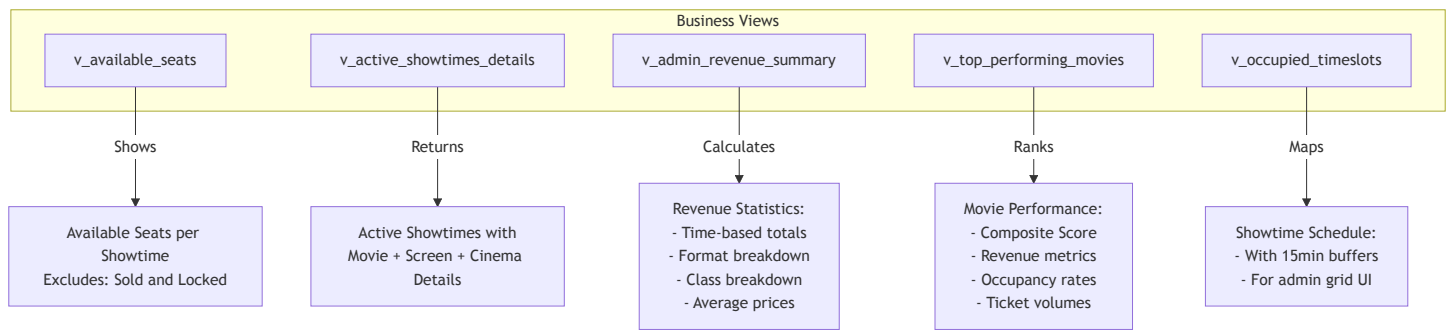 Business Views
v_available_seats
v_active_showtimes_details
v_admin_revenue_summary
v_top_performing_movies
v_occupied_timeslots
Shows
Returns
Calculates
Ranks
Maps
Available Seats per
Showtime
Excludes: Sold and Locked
Active Showtimes with
Movie + Screen + Cinema
Details
Revenue Statistics:
- Time-based totals
- Format breakdown
- Class breakdown
- Average prices
Movie Performance:
- Composite Score
- Revenue metrics
- Occupancy rates
- Ticket volumes
Showtime Schedule:
- With 15min buffers
- For admin grid UI